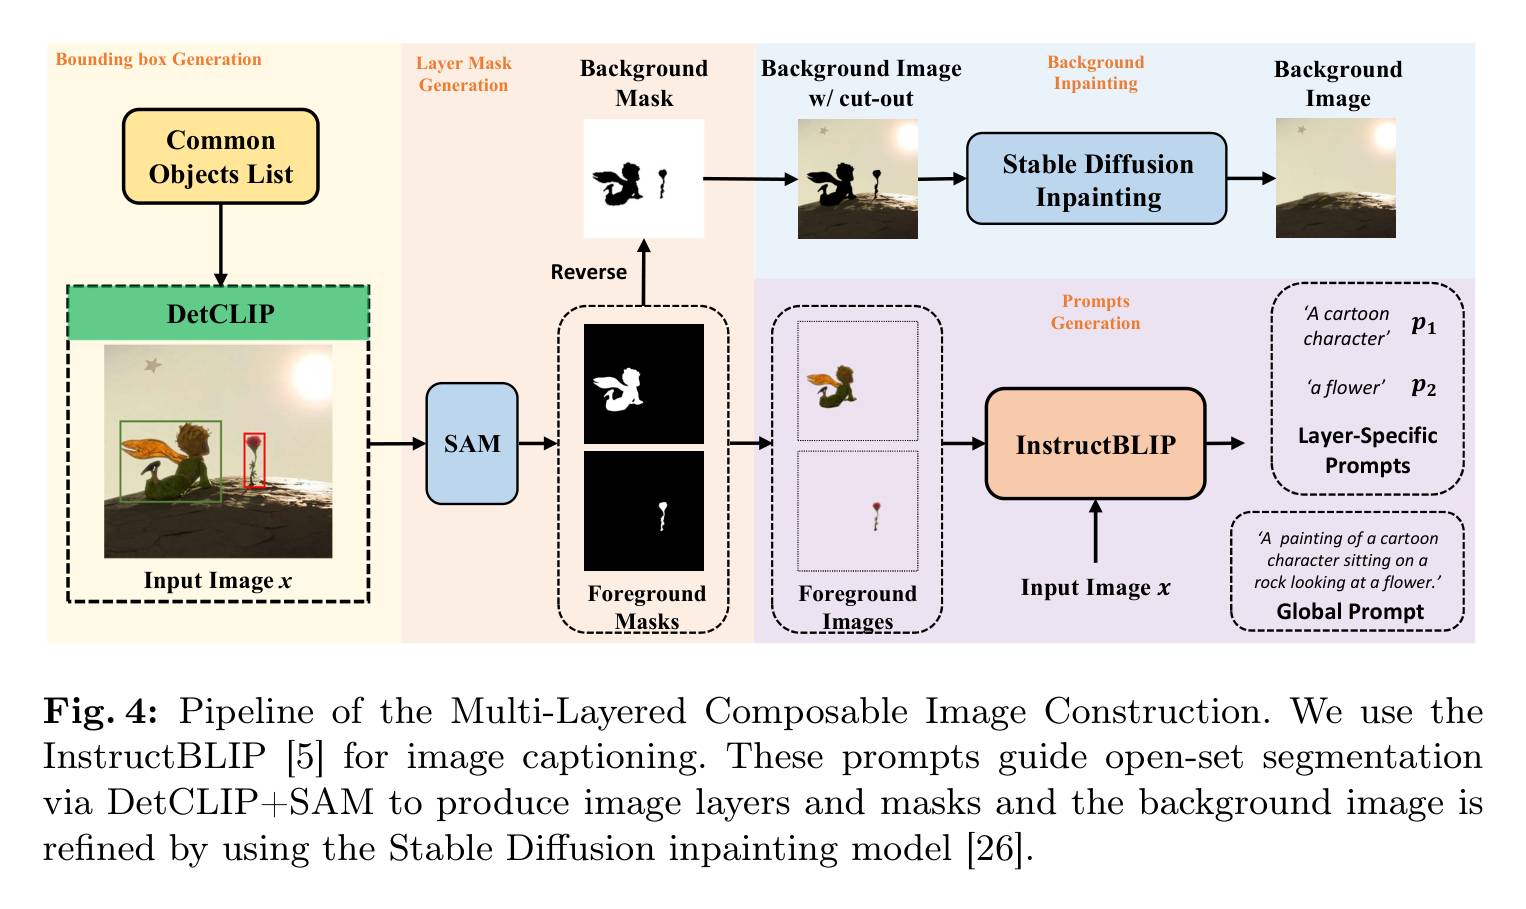 Bounding box Generation
Common
Objects List
DetCLIP
Input Image x
Layer Mask
Generation
SAM
Background
Mask
Reverse
Foreground
Masks
Background Image
w/ cut-out
Background
Inpainting
Stable Diffusion
Inpainting
Background
Image
Foreground
Images
Prompts
Generation
InstructBLIP
Input Image x
‘A cartoon
character’ p1
‘a flower’ p2
Layer-Specific
Prompts
‘A painting of a cartoon
character sitting on a
rock looking at a flower.’
Global Prompt
Fig. 4: Pipeline of the Multi-Layered Composable Image Construction. We use the
InstructBLIP [5] for image captioning. These prompts guide open-set segmentation
via DetCLIP+SAM to produce image layers and masks and the background image is
refined by using the Stable Diffusion inpainting model [26].